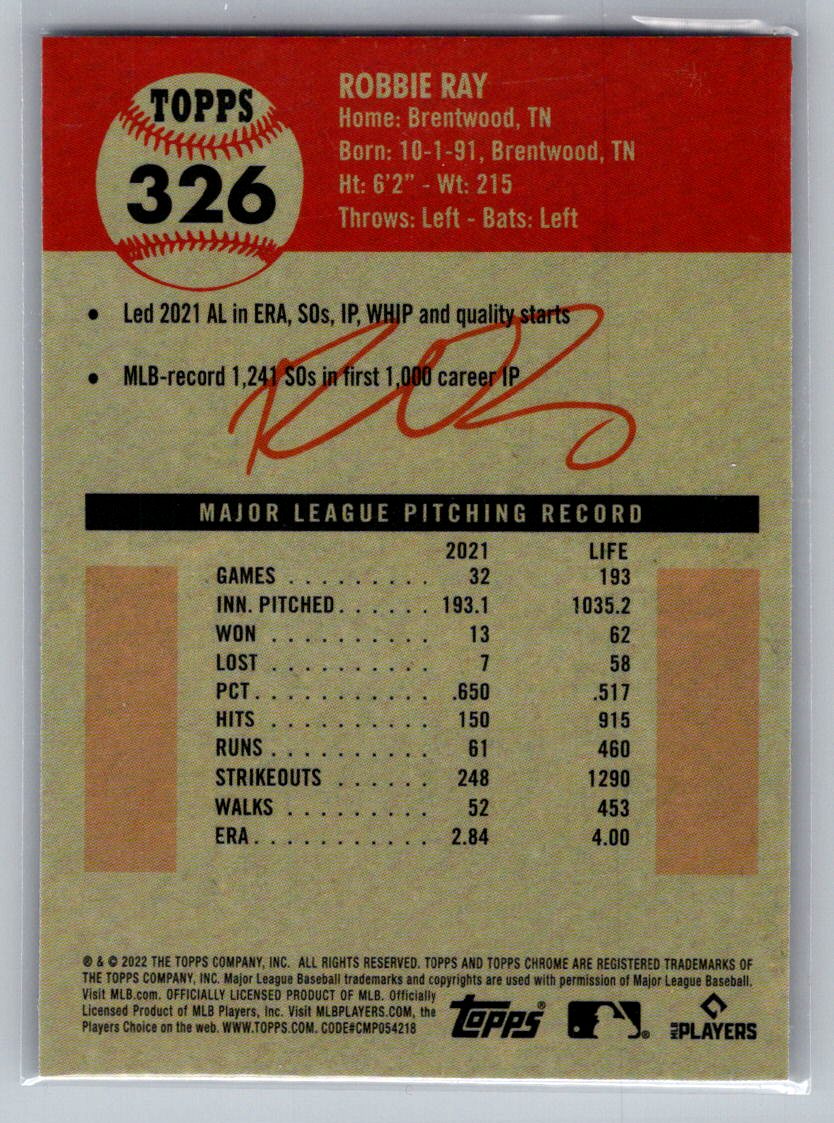 TOPPS
326
ROBBIE RAY
Home: Brentwood, TN
Born: 10-1-91, Brentwood, TN
Ht: 6'2" - Wt: 215
Throws: Left - Bats: Left
• Led 2021 AL in ERA, SOs, IP, WHIP and quality starts
• MLB-record 1,241 SOs in first 1,000 career IP
MAJOR LEAGUE PITCHING RECORD
2021 LIFE
GAMES . . . . . . . . . . 32 193
INN. PITCHED. . . . . . 193.1 1035.2
WON . . . . . . . . . . 13 62
LOST . . . . . . . . . . 7 58
PCT. . . . . . . . . . . .650 .517
HITS . . . . . . . . . . 150 915
RUNS . . . . . . . . . . 61 460
STRIKEOUTS . . . . . . 248 1290
WALKS . . . . . . . . . 52 453
ERA. . . . . . . . . . . 2.84 4.00
® & © 2022 THE TOPPS COMPANY, INC. ALL RIGHTS RESERVED. TOPPS AND TOPPS CHROME ARE REGISTERED TRADEMARKS OF
THE TOPPS COMPANY, INC. Major League Baseball trademarks and copyrights are used with permission of Major League Baseball.
Visit MLB.com. OFFICIALLY LICENSED PRODUCT OF MLB. Officially
Licensed Product of MLB Players, Inc. Visit MLBPLAYERS.COM, the
Players Choice on the web. WWW.TOPPS.COM. CODE#CMP054218
Topps®
MLB PLAYERS